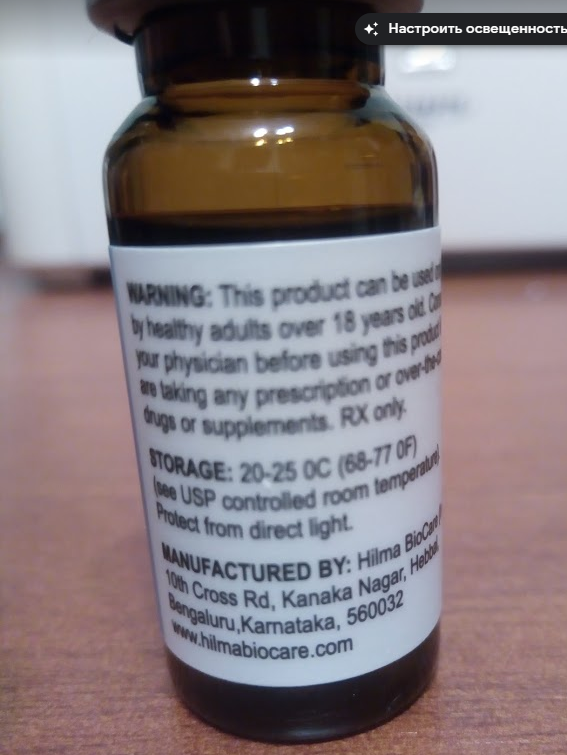 Настроить освещенность
WARNING: This product can be used
by healthy adults over 18 years old.
your physician before using this product
are taking any prescription or over-the-
drugs or supplements. RX only.
STORAGE: 20-25 0C (68-77 0F)
(see USP controlled room temperature).
Protect from direct light.
MANUFACTURED BY: Hilma BioCare
10th Cross Rd, Kanaka Nagar, Hebbal,
Bengaluru,Karnataka, 560032
www.hilmabiocare.com